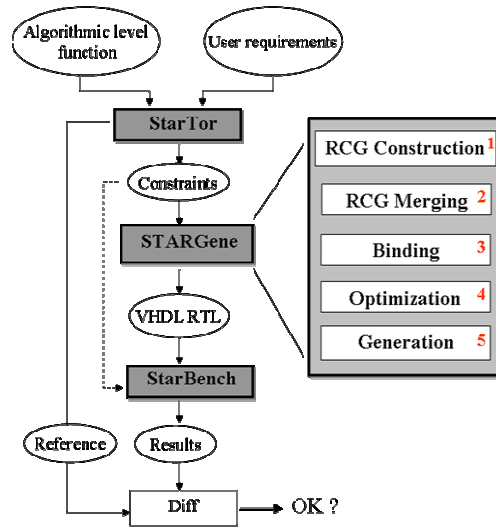 Algorithmic level
function
User requirements
StarTor
Constraints
STARGene
VHDL RTL
StarBench
Reference
Results
Diff
OK ?
RCG Construction 1
RCG Merging 2
Binding 3
Optimization 4
Generation 5